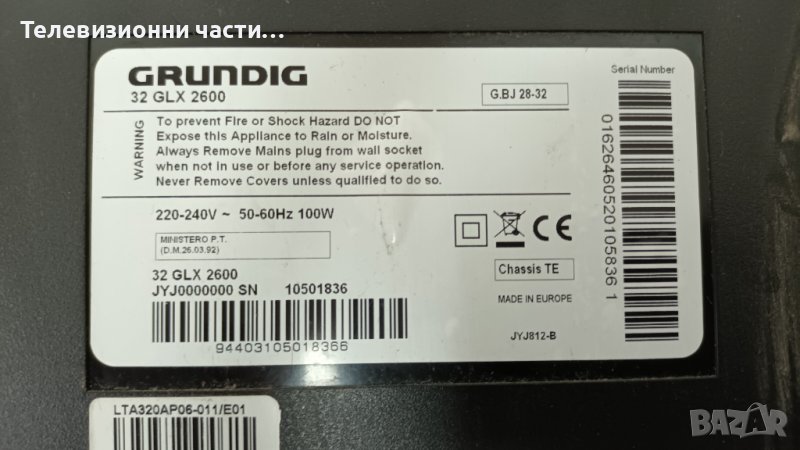 Телевизионни части...
GRUNDIG
32 GLX 2600
G.BJ 28-32
Serial Number
WARNING
To prevent Fire or Shock Hazard DO NOT
Expose this Appliance to Rain or Moisture.
Always Remove Mains plug from wall socket
when not in use or before any service operation.
Never Remove Covers unless qualified to do so.
0162646052010583６ 1
220-240V ~ 50-60Hz 100W
MINISTERO P.T.
(D.M.26.03.92)
CE
32 GLX 2600
Chassis TE
JYJ0000000 SN 10501836
MADE IN EUROPE
94403105018366
JYJ812-B
LTA320AP06-011/E01
BAZAR